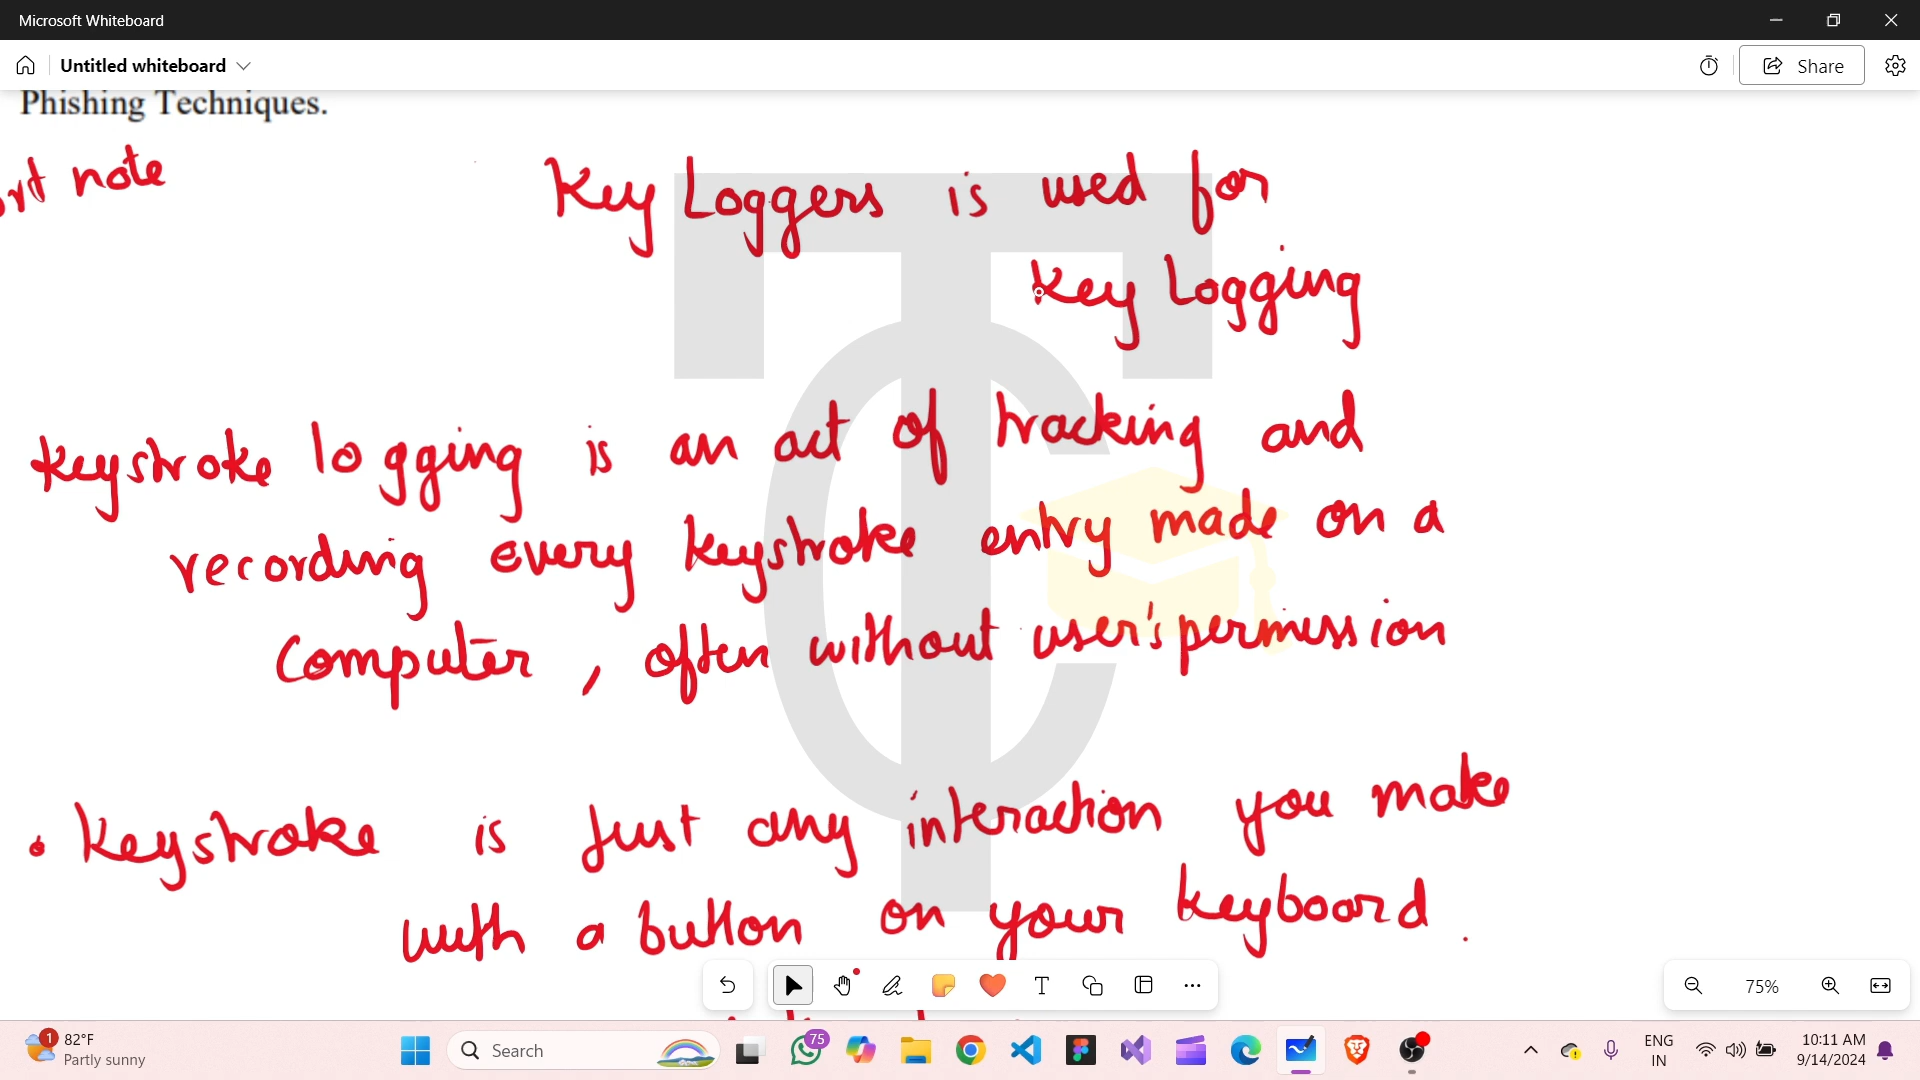 Microsoft Whiteboard
Untitled whiteboard
Share
Phishing Techniques.
note
Key Loggers is used for
Key Logging
Keystroke logging is an act of tracking and
recording every keystroke entry made on a
Computer, often without user's permission
• Keystroke is Just any interaction you make
with a button on your keyboard.
75%
1
82°F
Partly sunny
Search
75
ENG
IN
10:11 AM
9/14/2024